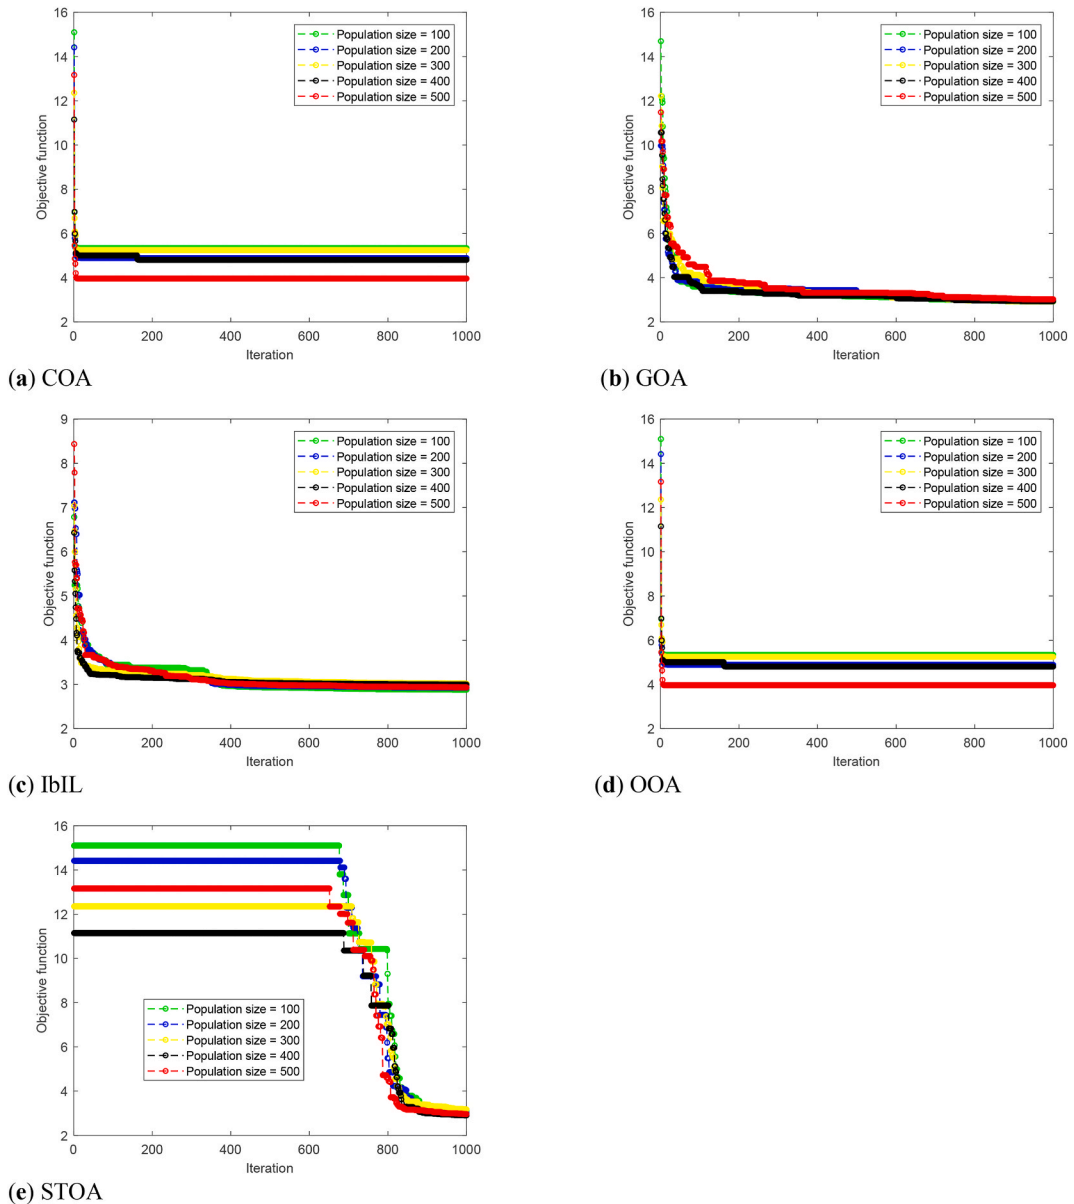 16
14
12
10
8
6
4
2
Objective function
0 200 400 600 800 1000
Iteration
Population size = 100
Population size = 200
Population size = 300
Population size = 400
Population size = 500
(a) COA
16
14
12
10
8
6
4
2
Objective function
0 200 400 600 800 1000
Iteration
Population size = 100
Population size = 200
Population size = 300
Population size = 400
Population size = 500
(b) GOA
9
8
7
6
5
4
3
2
Objective function
0 200 400 600 800 1000
Iteration
Population size = 100
Population size = 200
Population size = 300
Population size = 400
Population size = 500
(c) IbIL
16
14
12
10
8
6
4
2
Objective function
0 200 400 600 800 1000
Iteration
Population size = 100
Population size = 200
Population size = 300
Population size = 400
Population size = 500
(d) OOA
16
14
12
10
8
6
4
2
Objective function
0 200 400 600 800 1000
Iteration
Population size = 100
Population size = 200
Population size = 300
Population size = 400
Population size = 500
(e) STOA